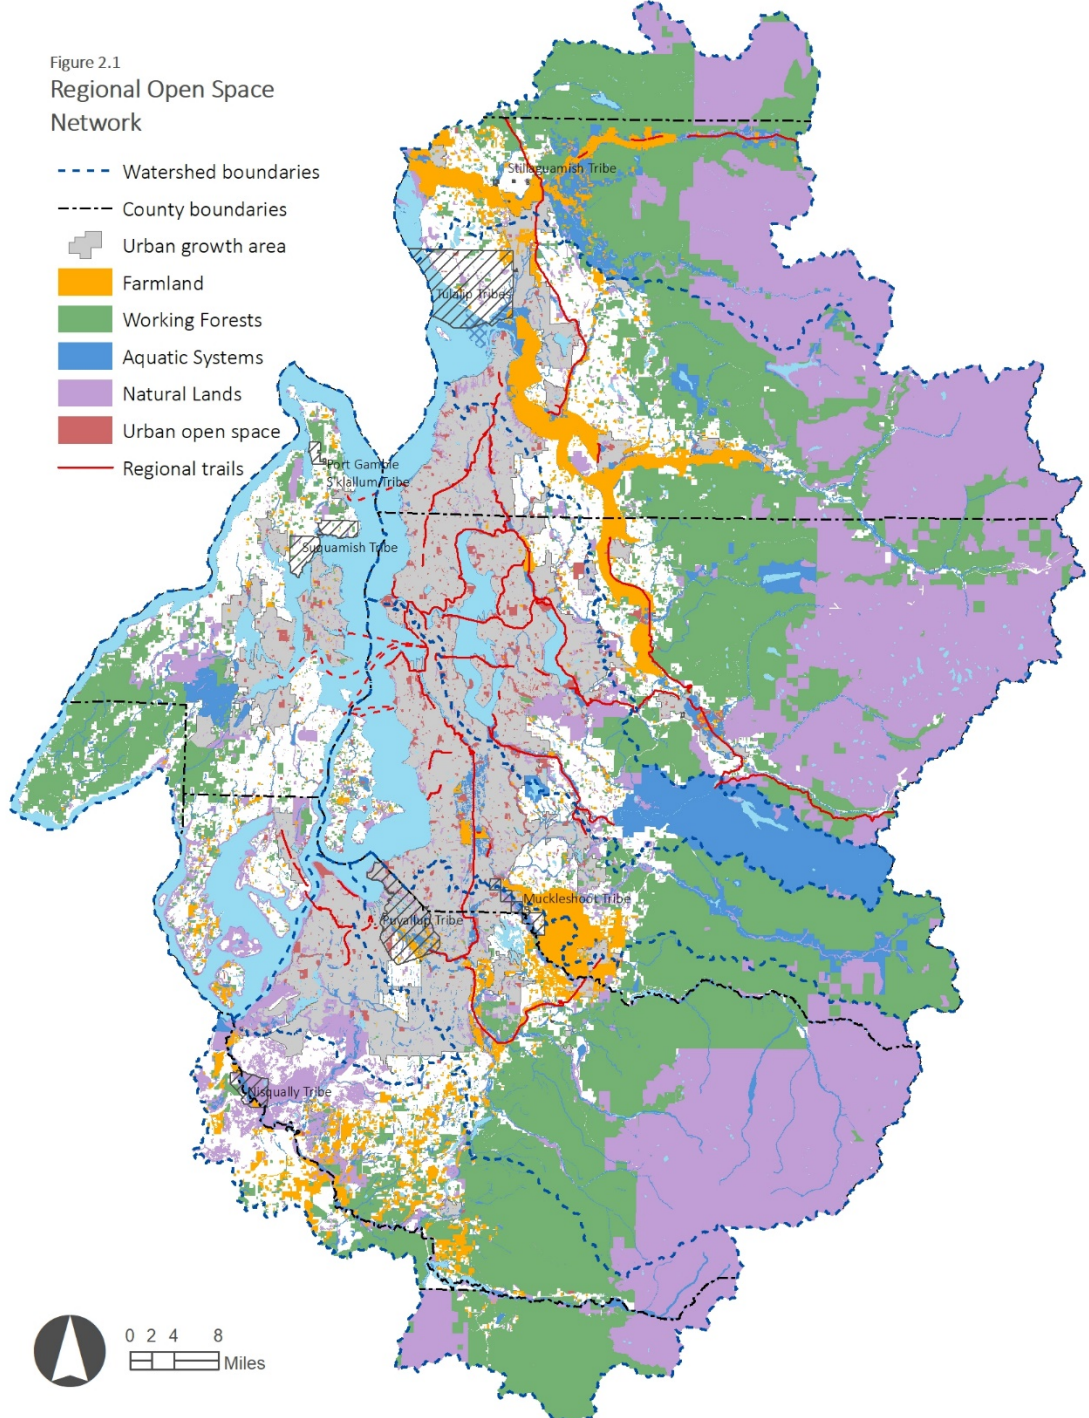 Figure 2.1
Regional Open Space
Network
Watershed boundaries
County boundaries
Urban growth area
Farmland
Working Forests
Aquatic Systems
Natural Lands
Urban open space
Regional trails
Stillaguamish Tribe
Tulalip Tribes
Port Gamble
S'klallum Tribe
Suquamish Tribe
Muckleshoot Tribe
Puyallup Tribe
Nisqually Tribe
0 2 4 8
Miles